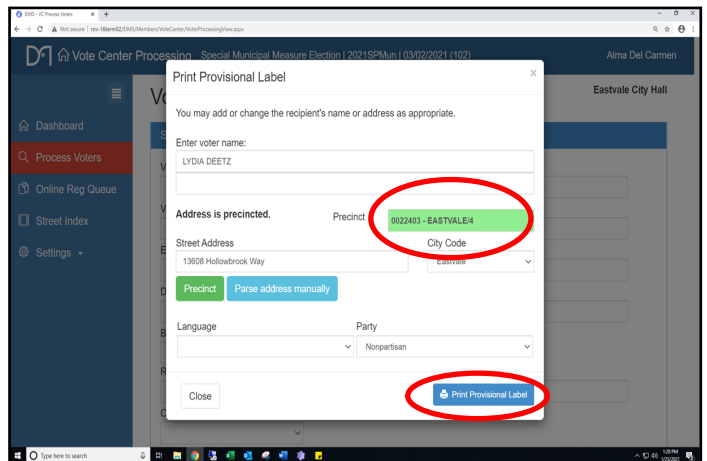 EIMS - VC Process Voters
Not secure | rov-16term02/EIMS/Members/VoteCenter/VoterProcessingView.aspx
Vote Center Processing Special Municipal Measure Election | 2021SPMun | 03/02/2021 (102) Alma Del Carmen
Eastvale City Hall
Dashboard
Process Voters
Online Reg Queue
Street Index
Settings
Print Provisional Label x
You may add or change the recipient's name or address as appropriate.
Enter voter name:
LYDIA DEETZ
Address is precincted. Precinct 0022403 - EASTVALE/4
Street Address City Code
13608 Hollowbrook Way Eastvale
Precinct Parse address manually
Language Party
Nonpartisan
Close Print Provisional Label
Type here to search
1:28 PM
1/25/2021